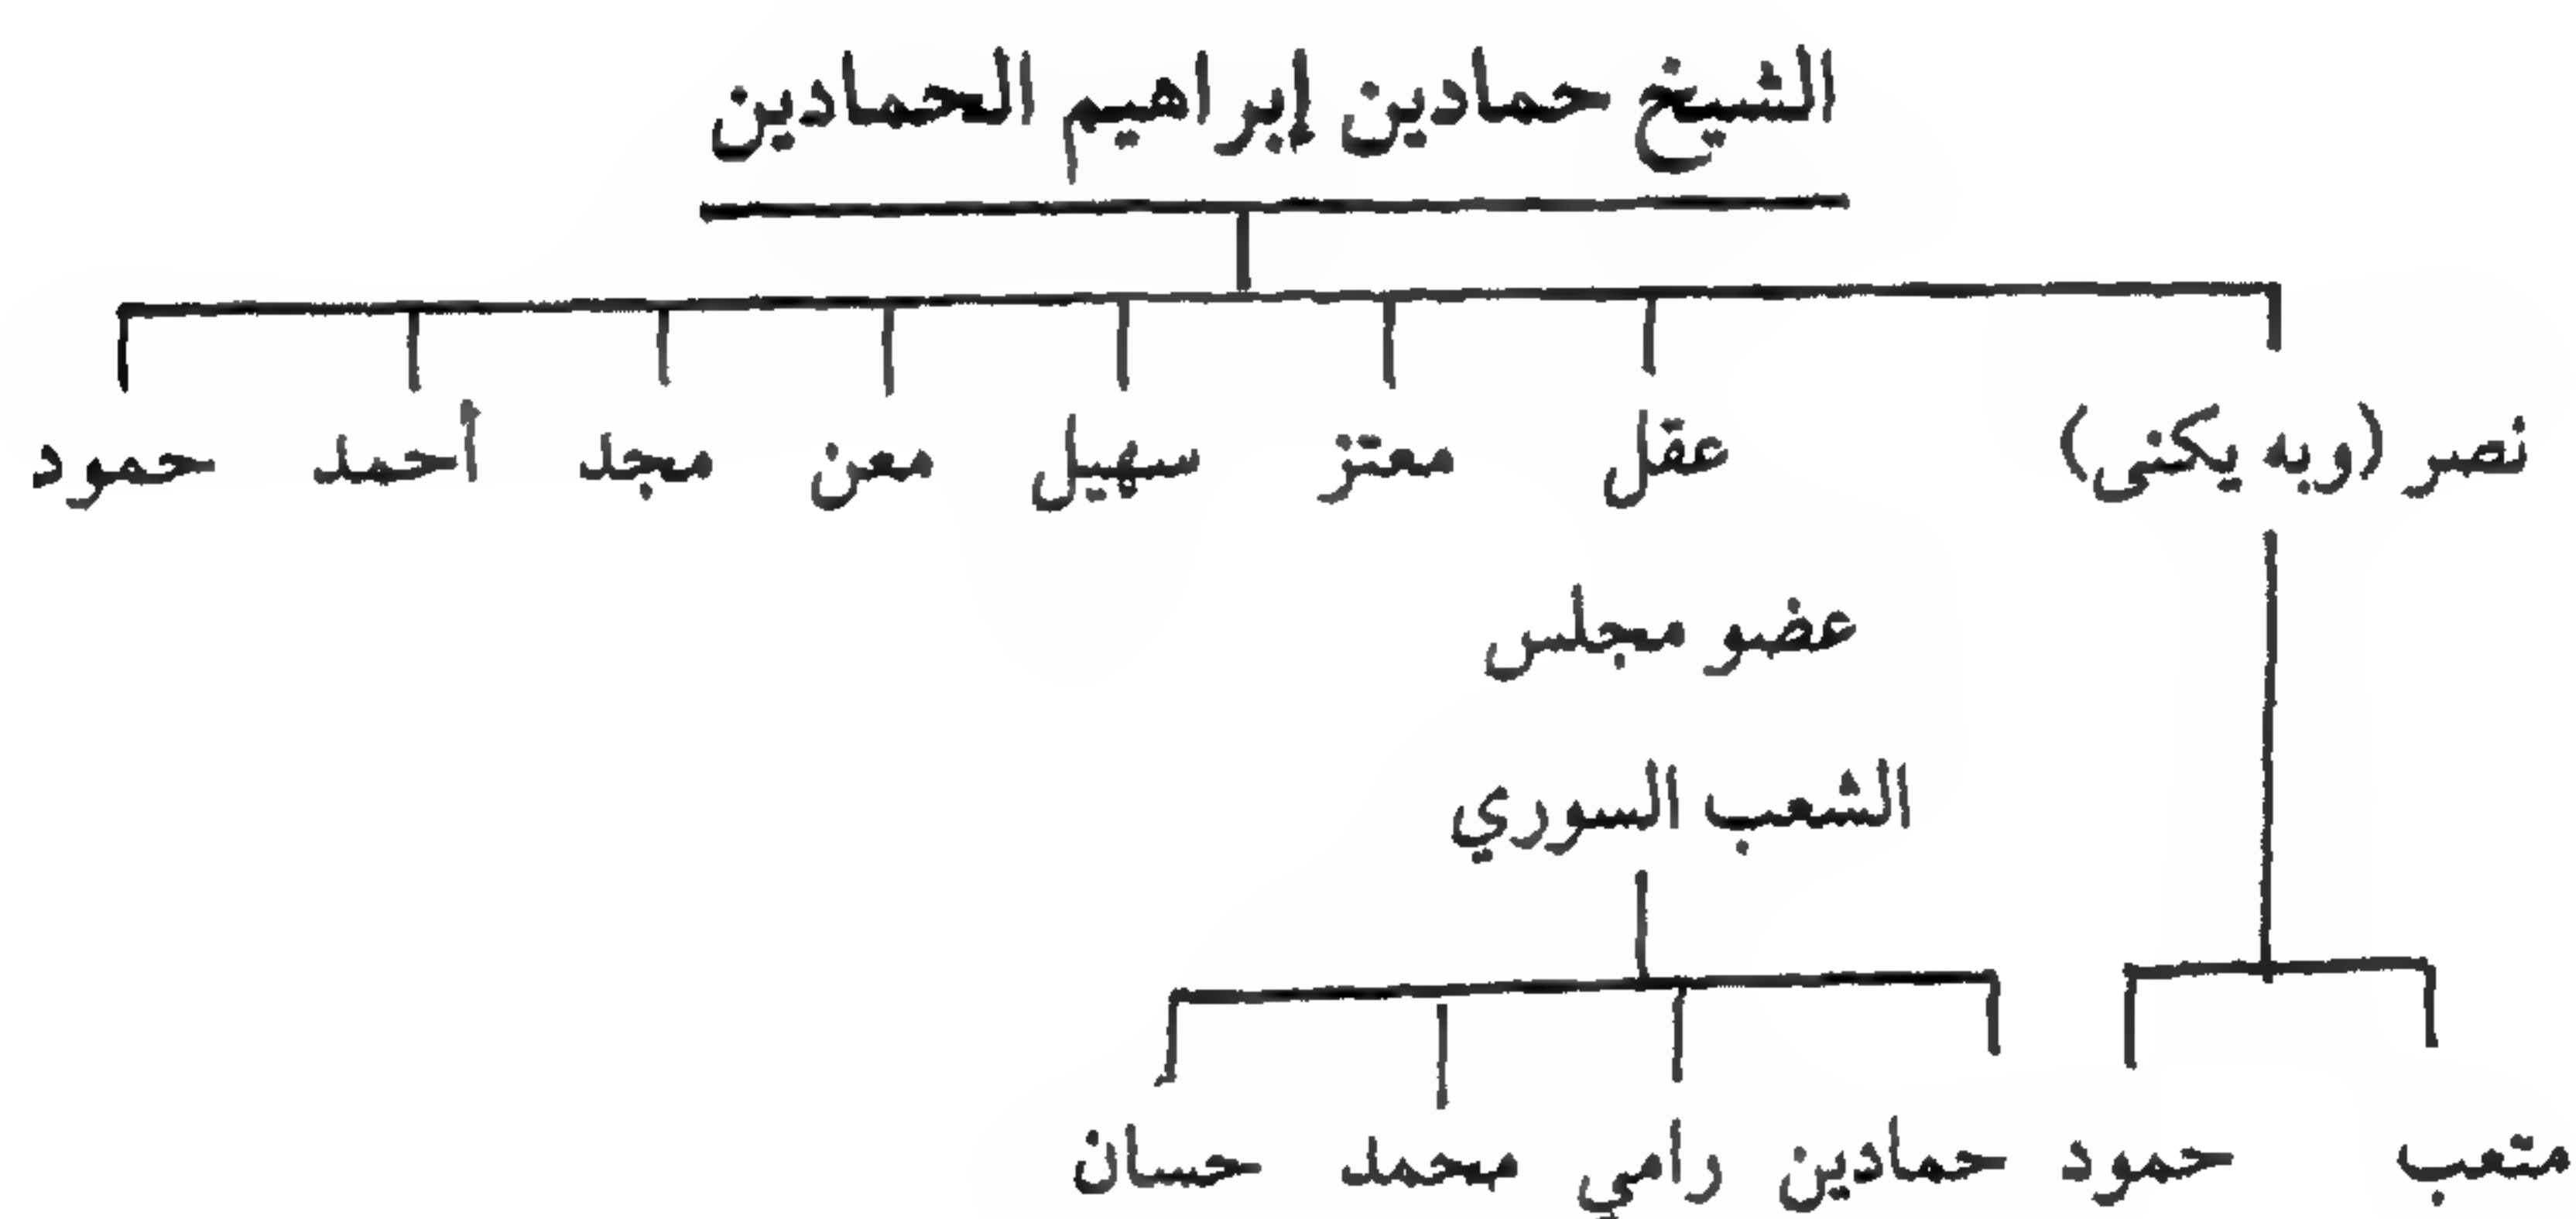 الشيخ حمادين إبراهيم الحمادين
نصر (وبه يكنى) عقل معتز سهيل معن مجد أحمد حمود
عضو مجلس
الشعب السوري
متعب حمود حمادين رامي محمد حسان